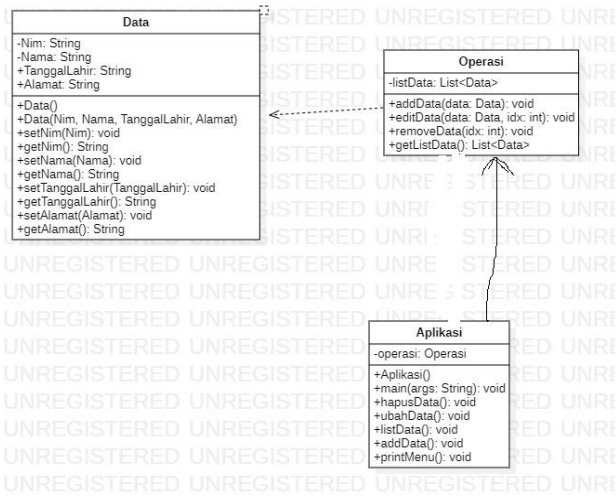 Data
-Nim: String
-Nama: String
+TanggalLahir: String
+Alamat: String
+Data()
+Data(Nim, Nama, TanggalLahir, Alamat)
+setNim(Nim): void
+getNim(): String
+setNama(Nama): void
+getNama(): String
+setTanggalLahir(TanggalLahir): void
+getTanggalLahir(): String
+setAlamat(Alamat): void
+getAlamat(): String
Operasi
-listData: List<Data>
+addData(data: Data): void
+editData(data: Data, idx: int): void
+removeData(idx: int): void
+getListData(): List<Data>
Aplikasi
-operasi: Operasi
+Aplikasi()
+main(args: String): void
+hapusData(): void
+ubahData(): void
+listData(): void
+addData(): void
+printMenu(): void
UNREGISTERED UNREGISTERED UNREGISTERED